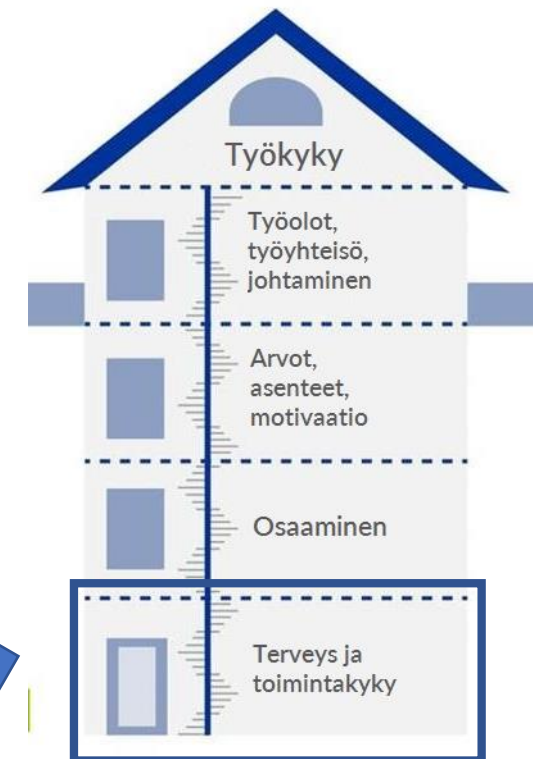 Työkyky
Työolot,
työyhteisö,
johtaminen
Arvot,
asenteet,
motivaatio
Osaaminen
Terveys ja
toimintakyky